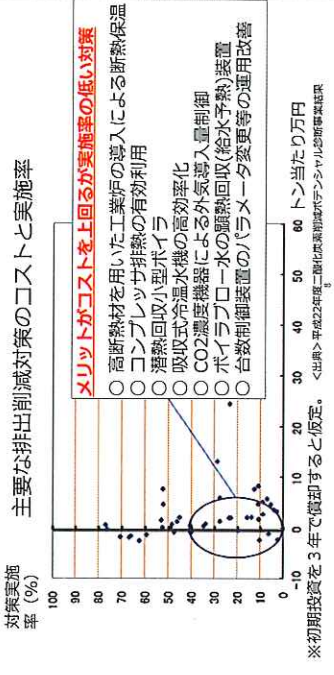 主要な排出削減対策のコストと実施率
対策実施
率 (%)
メリットがコストを上回るが実施率の低い対策
○ 高断熱材を用いた工業炉の導入による断熱保温
○ コンプレッサ排熱の有効利用
○ 潜熱回収小型ボイラ
○ 吸収式冷温水機の高効率化
○ CO2濃度機器による外気導入量制御
○ ボイラブロー水の顕熱回収(給水予熱)装置
○ 台数制御装置のパラメータ変更等の運用改善
100
90
80
70
60
50
40
30
20
10
0
-10 0 10 20 30 40 50 60
トン当たり万円
※初期投資を3年で償却すると仮定。
<出典> 平成22年度二酸化炭素削減ポテンシャル診断事業結果
8